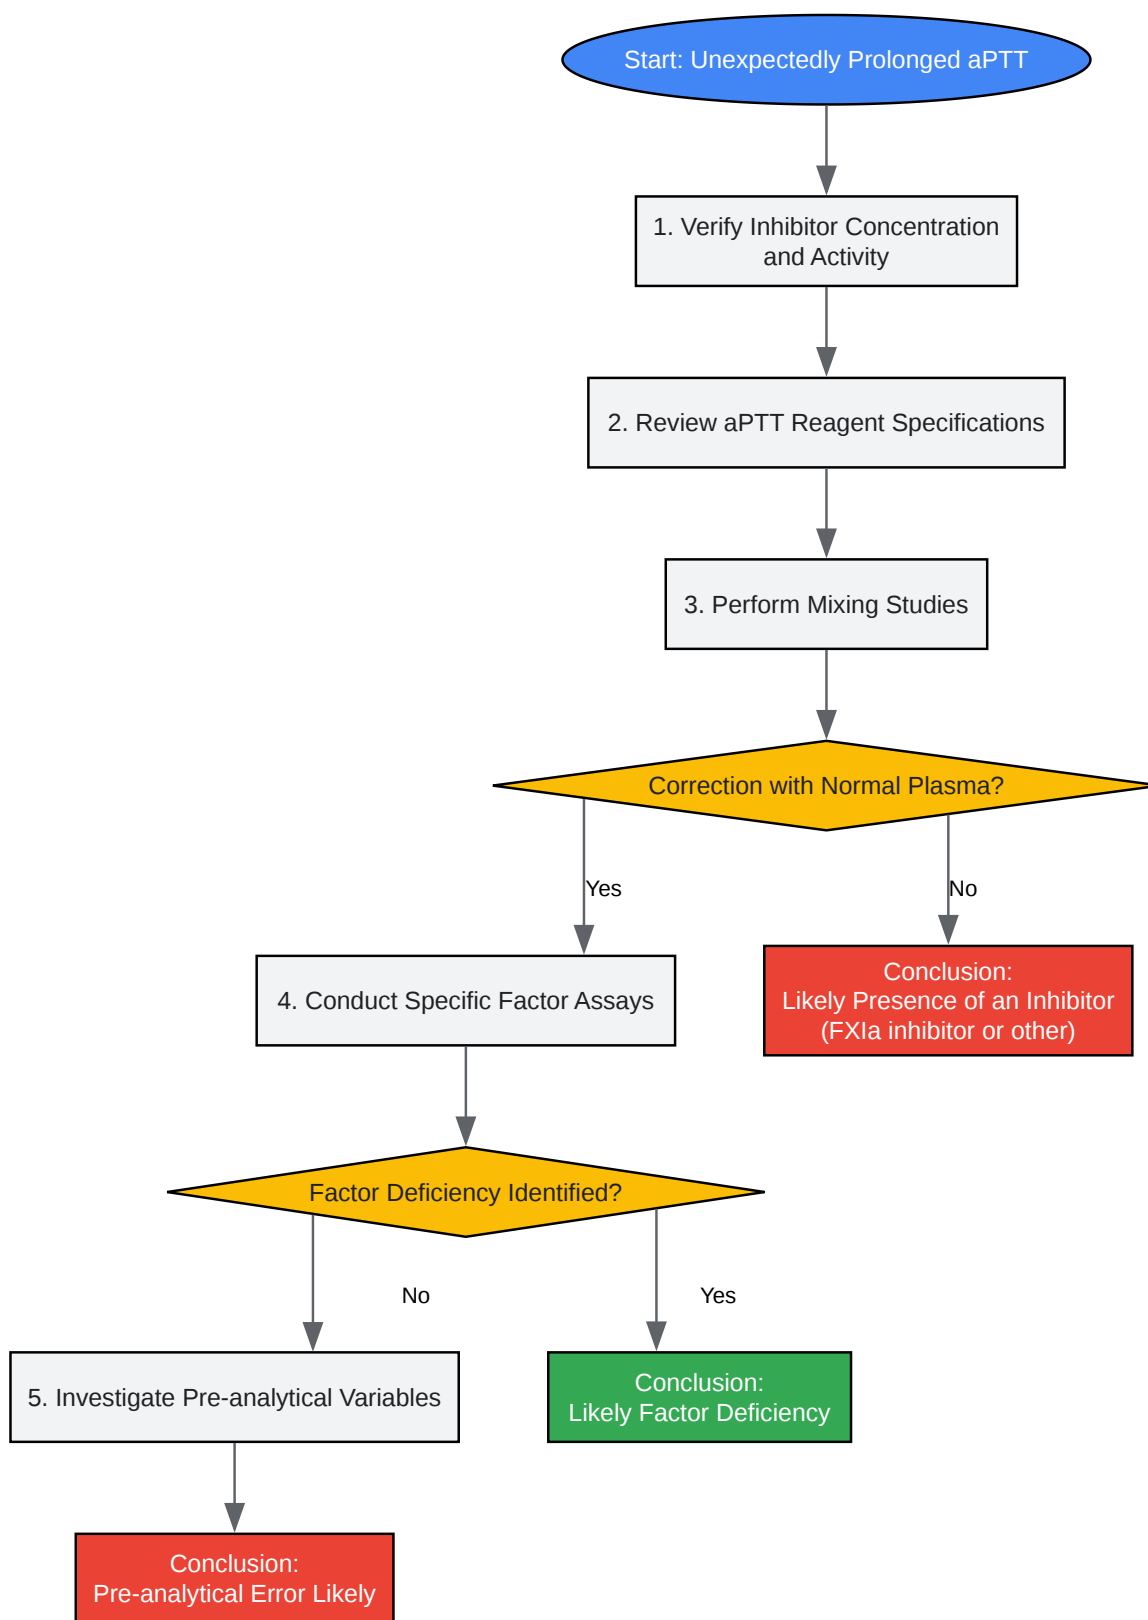 Start: Unexpectedly Prolonged aPTT
1. Verify Inhibitor Concentration
and Activity
2. Review aPTT Reagent Specifications
3. Perform Mixing Studies
Correction with Normal Plasma?
Yes
No
4. Conduct Specific Factor Assays
Conclusion:
Likely Presence of an Inhibitor
(FXIa inhibitor or other)
Factor Deficiency Identified?
No
Yes
5. Investigate Pre-analytical Variables
Conclusion:
Likely Factor Deficiency
Conclusion:
Pre-analytical Error Likely